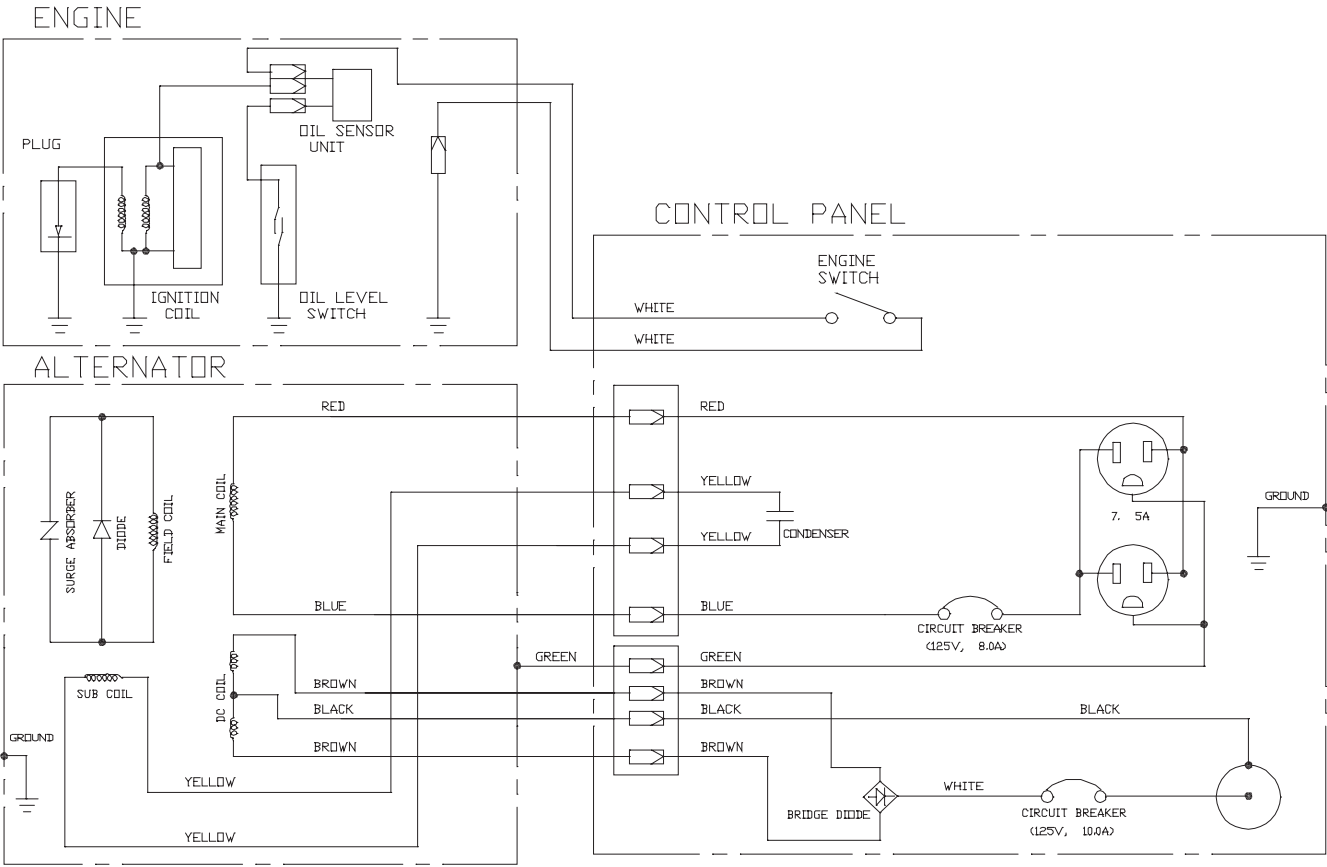 ENGINE
OIL SENSOR
UNIT
PLUG
IGNITION
COIL
OIL LEVEL
SWITCH
CONTROL PANEL
ENGINE
SWITCH
WHITE
WHITE
ALTERNATOR
RED
RED
SURGE ABSORBER
DIODE
FIELD COIL
MAIN COIL
YELLOW
YELLOW
CONDENSER
7. 5A
GROUND
BLUE
BLUE
CIRCUIT BREAKER
(125V, 8.0A)
GREEN
GREEN
SUB COIL
DC COIL
BROWN
BROWN
BLACK
BLACK
BLACK
GROUND
BROWN
BROWN
YELLOW
WHITE
BRIDGE DIODE
CIRCUIT BREAKER
(125V, 10.0A)
YELLOW